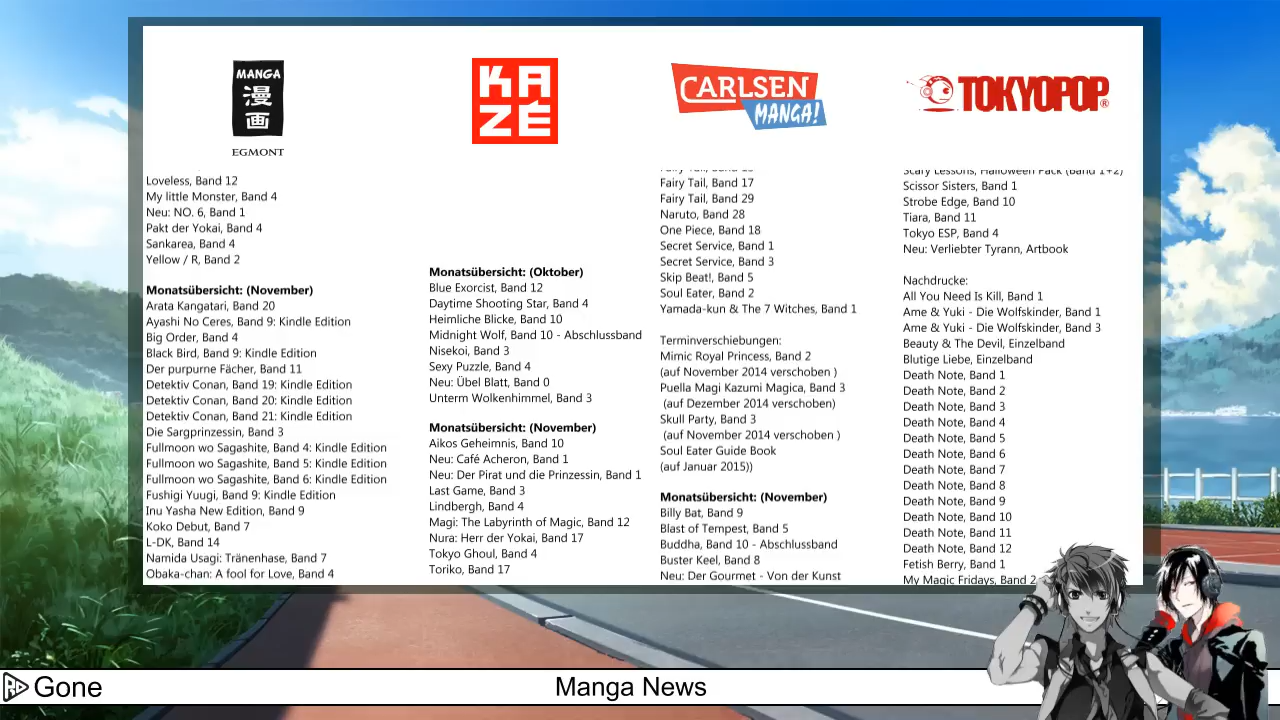 MANGA
漫
画
EGMONT
Loveless, Band 12
My little Monster, Band 4
Neu: NO. 6, Band 1
Pakt der Yokai, Band 4
Sankarea, Band 4
Yellow / R, Band 2
Monatsübersicht: (November)
Arata Kangatari, Band 20
Ayashi No Ceres, Band 9: Kindle Edition
Big Order, Band 4
Black Bird, Band 9: Kindle Edition
Der purpurne Fächer, Band 11
Detektiv Conan, Band 19: Kindle Edition
Detektiv Conan, Band 20: Kindle Edition
Detektiv Conan, Band 21: Kindle Edition
Die Sargprinzessin, Band 3
Fullmoon wo Sagashite, Band 4: Kindle Edition
Fullmoon wo Sagashite, Band 5: Kindle Edition
Fullmoon wo Sagashite, Band 6: Kindle Edition
Fushigi Yuugi, Band 9: Kindle Edition
Inu Yasha New Edition, Band 9
Koko Debut, Band 7
L-DK, Band 14
Namida Usagi: Tränenhase, Band 7
Obaka-chan: A fool for Love, Band 4
KA
ZÉ
Monatsübersicht: (Oktober)
Blue Exorcist, Band 12
Daytime Shooting Star, Band 4
Heimliche Blicke, Band 10
Midnight Wolf, Band 10 - Abschlussband
Nisekoi, Band 3
Sexy Puzzle, Band 4
Neu: Übel Blatt, Band 0
Unterm Wolkenhimmel, Band 3
Monatsübersicht: (November)
Aikos Geheimnis, Band 10
Neu: Café Acheron, Band 1
Neu: Der Pirat und die Prinzessin, Band 1
Last Game, Band 3
Lindbergh, Band 4
Magi: The Labyrinth of Magic, Band 12
Nura: Herr der Yokai, Band 17
Tokyo Ghoul, Band 4
Toriko, Band 17
CARLSEN
MANGA!
Fairy Tail, Band 17
Fairy Tail, Band 29
Naruto, Band 28
One Piece, Band 18
Secret Service, Band 1
Secret Service, Band 3
Skip Beat!, Band 5
Soul Eater, Band 2
Yamada-kun & The 7 Witches, Band 1
Terminverschiebungen:
Mimic Royal Princess, Band 2
(auf November 2014 verschoben )
Puella Magi Kazumi Magica, Band 3
(auf Dezember 2014 verschoben)
Skull Party, Band 3
(auf November 2014 verschoben )
Soul Eater Guide Book
(auf Januar 2015))
Monatsübersicht: (November)
Billy Bat, Band 9
Blast of Tempest, Band 5
Buddha, Band 10 - Abschlussband
Buster Keel, Band 8
Neu: Der Gourmet - Von der Kunst
TOKYOPOP®
Scary Lessons, Halloween Pack (Band 1+2)
Scissor Sisters, Band 1
Strobe Edge, Band 10
Tiara, Band 11
Tokyo ESP, Band 4
Neu: Verliebter Tyrann, Artbook
Nachdrucke:
All You Need Is Kill, Band 1
Ame & Yuki - Die Wolfskinder, Band 1
Ame & Yuki - Die Wolfskinder, Band 3
Beauty & The Devil, Einzelband
Blutige Liebe, Einzelband
Death Note, Band 1
Death Note, Band 2
Death Note, Band 3
Death Note, Band 4
Death Note, Band 5
Death Note, Band 6
Death Note, Band 7
Death Note, Band 8
Death Note, Band 9
Death Note, Band 10
Death Note, Band 11
Death Note, Band 12
Fetish Berry, Band 1
My Magic Fridays, Band 2
Gone
Manga News